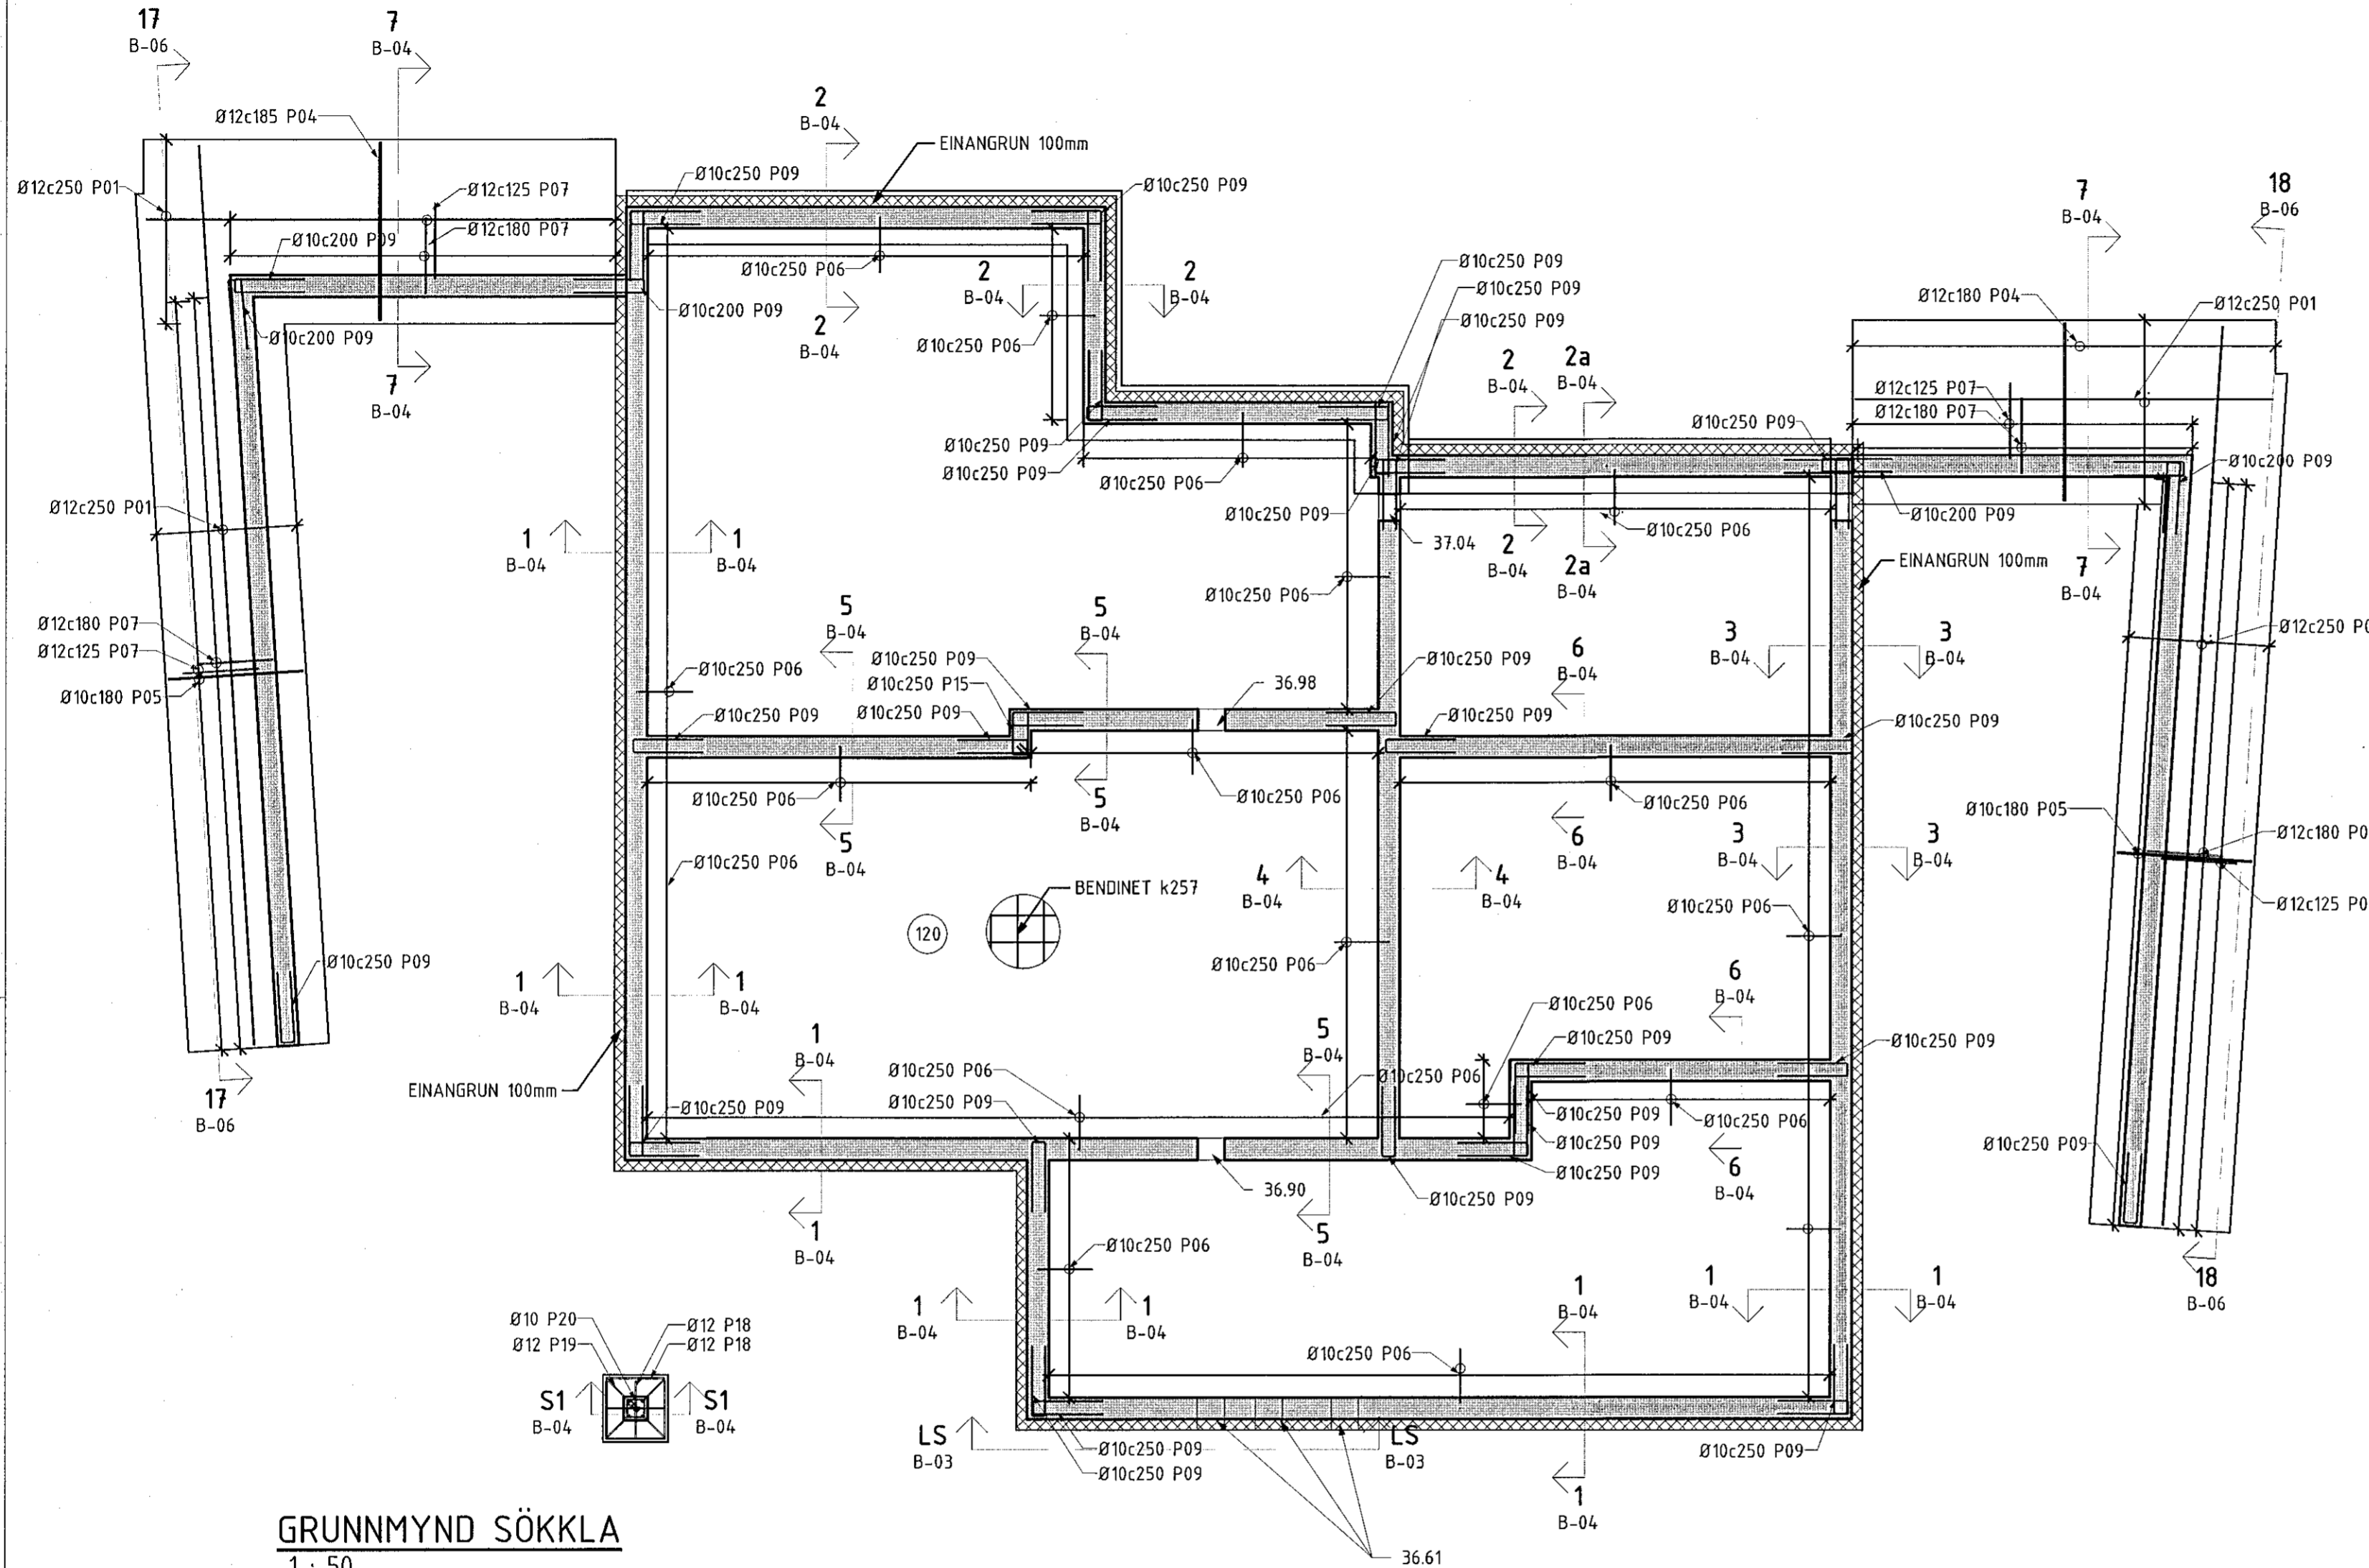 17
B-06
7
B-04
Ø12c185 P04
2
B-04
EINANGRUN 100mm
Ø10c250 P09
Ø10c250 P09
Ø12c250 P01
Ø12c125 P07
Ø12c180 P07
Ø10c200 P09
Ø10c250 P06
2
B-04
2
B-04
Ø10c250 P09
Ø10c250 P09
Ø10c250 P09
7
B-04
18
B-06
Ø12c180 P04
Ø12c250 P01
Ø10c200 P09
Ø10c200 P09
2
B-04
Ø10c250 P06
2
B-04
2a
B-04
7
B-04
Ø12c125 P07
Ø12c180 P07
Ø10c250 P09
Ø10c250 P09
Ø10c250 P09
Ø10c250 P06
Ø10c200 P09
Ø12c250 P01
Ø10c250 P09
Ø10c200 P09
1
B-04
1
B-04
37.04
2
B-04
2a
B-04
Ø10c250 P06
EINANGRUN 100mm
7
B-04
Ø10c250 P06
Ø12c180 P07
Ø12c125 P07
Ø10c180 P05
5
B-04
5
B-04
Ø10c250 P09
Ø10c250 P15
Ø10c250 P06
36.98
Ø10c250 P09
6
B-04
3
B-04
3
B-04
Ø12c250 P0
Ø10c250 P09
Ø10c250 P09
Ø10c250 P09
Ø10c250 P09
Ø10c250 P06
5
B-04
Ø10c250 P06
Ø10c250 P06
Ø10c180 P05
5
B-04
Ø10c250 P06
6
B-04
3
B-04
3
B-04
Ø12c180 P0
BENDINET k257
120
4
B-04
4
B-04
Ø10c250 P06
Ø12c125 P0
Ø10c250 P09
Ø10c250 P06
1
B-04
1
B-04
6
B-04
Ø10c250 P06
1
B-04
5
B-04
Ø10c250 P09
Ø10c250 P09
17
B-06
EINANGRUN 100mm
Ø10c250 P06
Ø10c250 P06
Ø10c250 P09
Ø10c250 P09
Ø10c250 P09
Ø10c250 P06
Ø10c250 P09
Ø10c250 P09
Ø10c250 P09
6
B-04
36.90
Ø10c250 P09
1
B-04
5
B-04
Ø10c250 P06
1
B-04
1
B-04
1
B-04
1
B-04
1
B-04
18
B-06
Ø10 P20
Ø12 P19
Ø12 P18
Ø12 P18
Ø10c250 P06
S1
B-04
S1
B-04
LS
B-03
LS
B-03
Ø10c250 P09
Ø10c250 P09
Ø10c250 P09
1
B-04
36.61
GRUNNMYND SÖKKLA
1 : 50